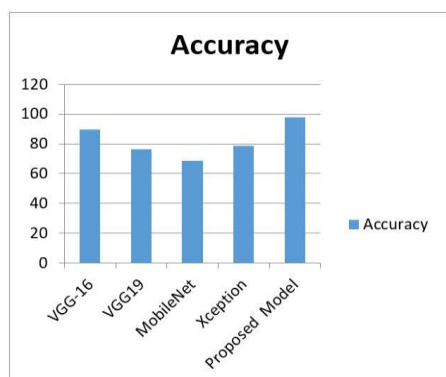 Accuracy
120
100
80
60
40
20
0
VGG-16
VGG19
MobileNet
Xception
Proposed Model
Accuracy